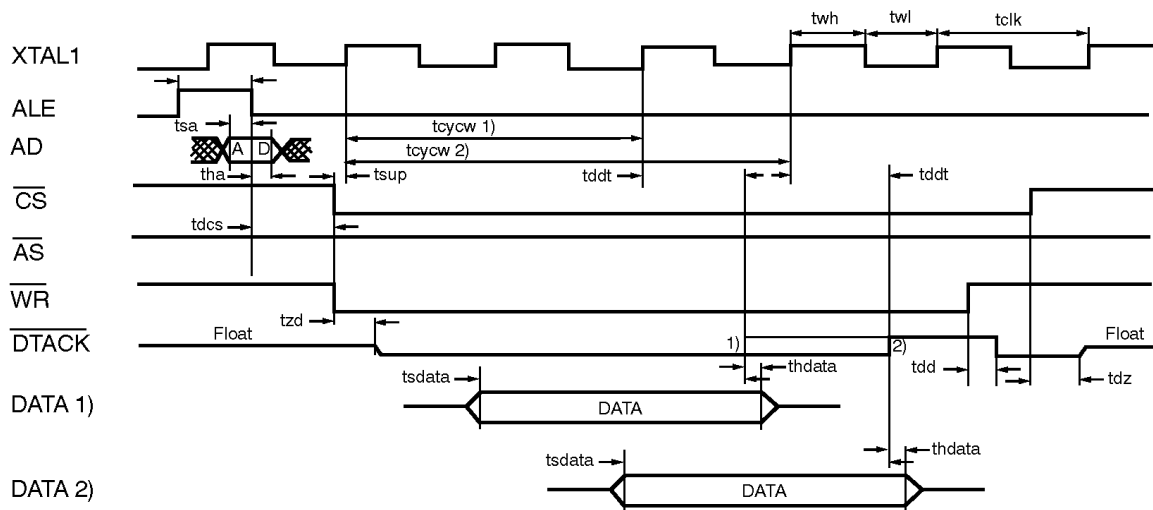 twh twl tclk
XTAL1
ALE
tsa
tcycw 1)
AD A D
tcycw 2)
tha tsup tddt tddt
CS
tdcs
AS
WR
tzd
Float Float
DTACK 1) 2)
tsdata thdata tdd tdz
DATA 1) DATA
tsdata thdata
DATA 2) DATA